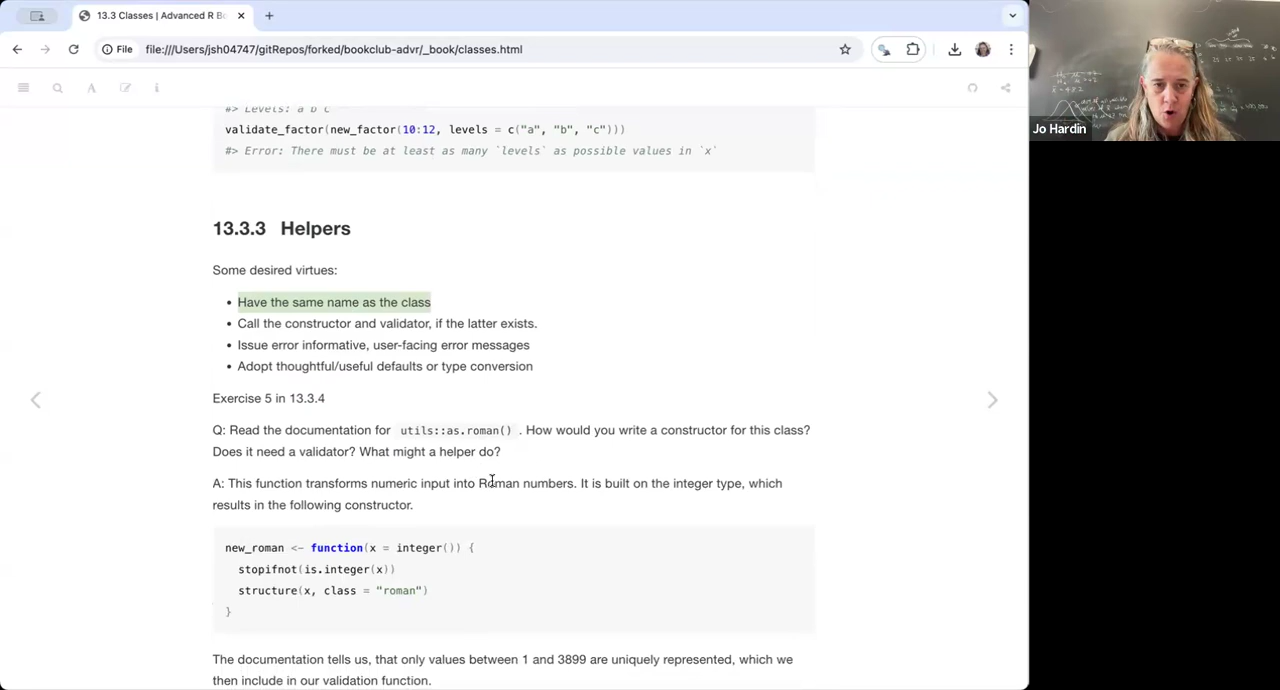 13.3 Classes | Advanced R Bo
File
file:///Users/jsh04747/gitRepos/forked/bookclub-advr/_book/classes.html
#> Levels: a b c
validate_factor(new_factor(10:12, levels = c("a", "b", "c")))
#> Error: There must be at least as many `levels` as possible values in `x`
13.3.3 Helpers
Some desired virtues:
• Have the same name as the class
• Call the constructor and validator, if the latter exists.
• Issue error informative, user-facing error messages
• Adopt thoughtful/useful defaults or type conversion
Exercise 5 in 13.3.4
Q: Read the documentation for utils::as.roman() . How would you write a constructor for this class?
Does it need a validator? What might a helper do?
A: This function transforms numeric input into Roman numbers. It is built on the integer type, which
results in the following constructor.
new_roman <- function(x = integer()) {
stopifnot(is.integer(x))
structure(x, class = "roman")
}
The documentation tells us, that only values between 1 and 3899 are uniquely represented, which we
then include in our validation function.
Jo Hardin